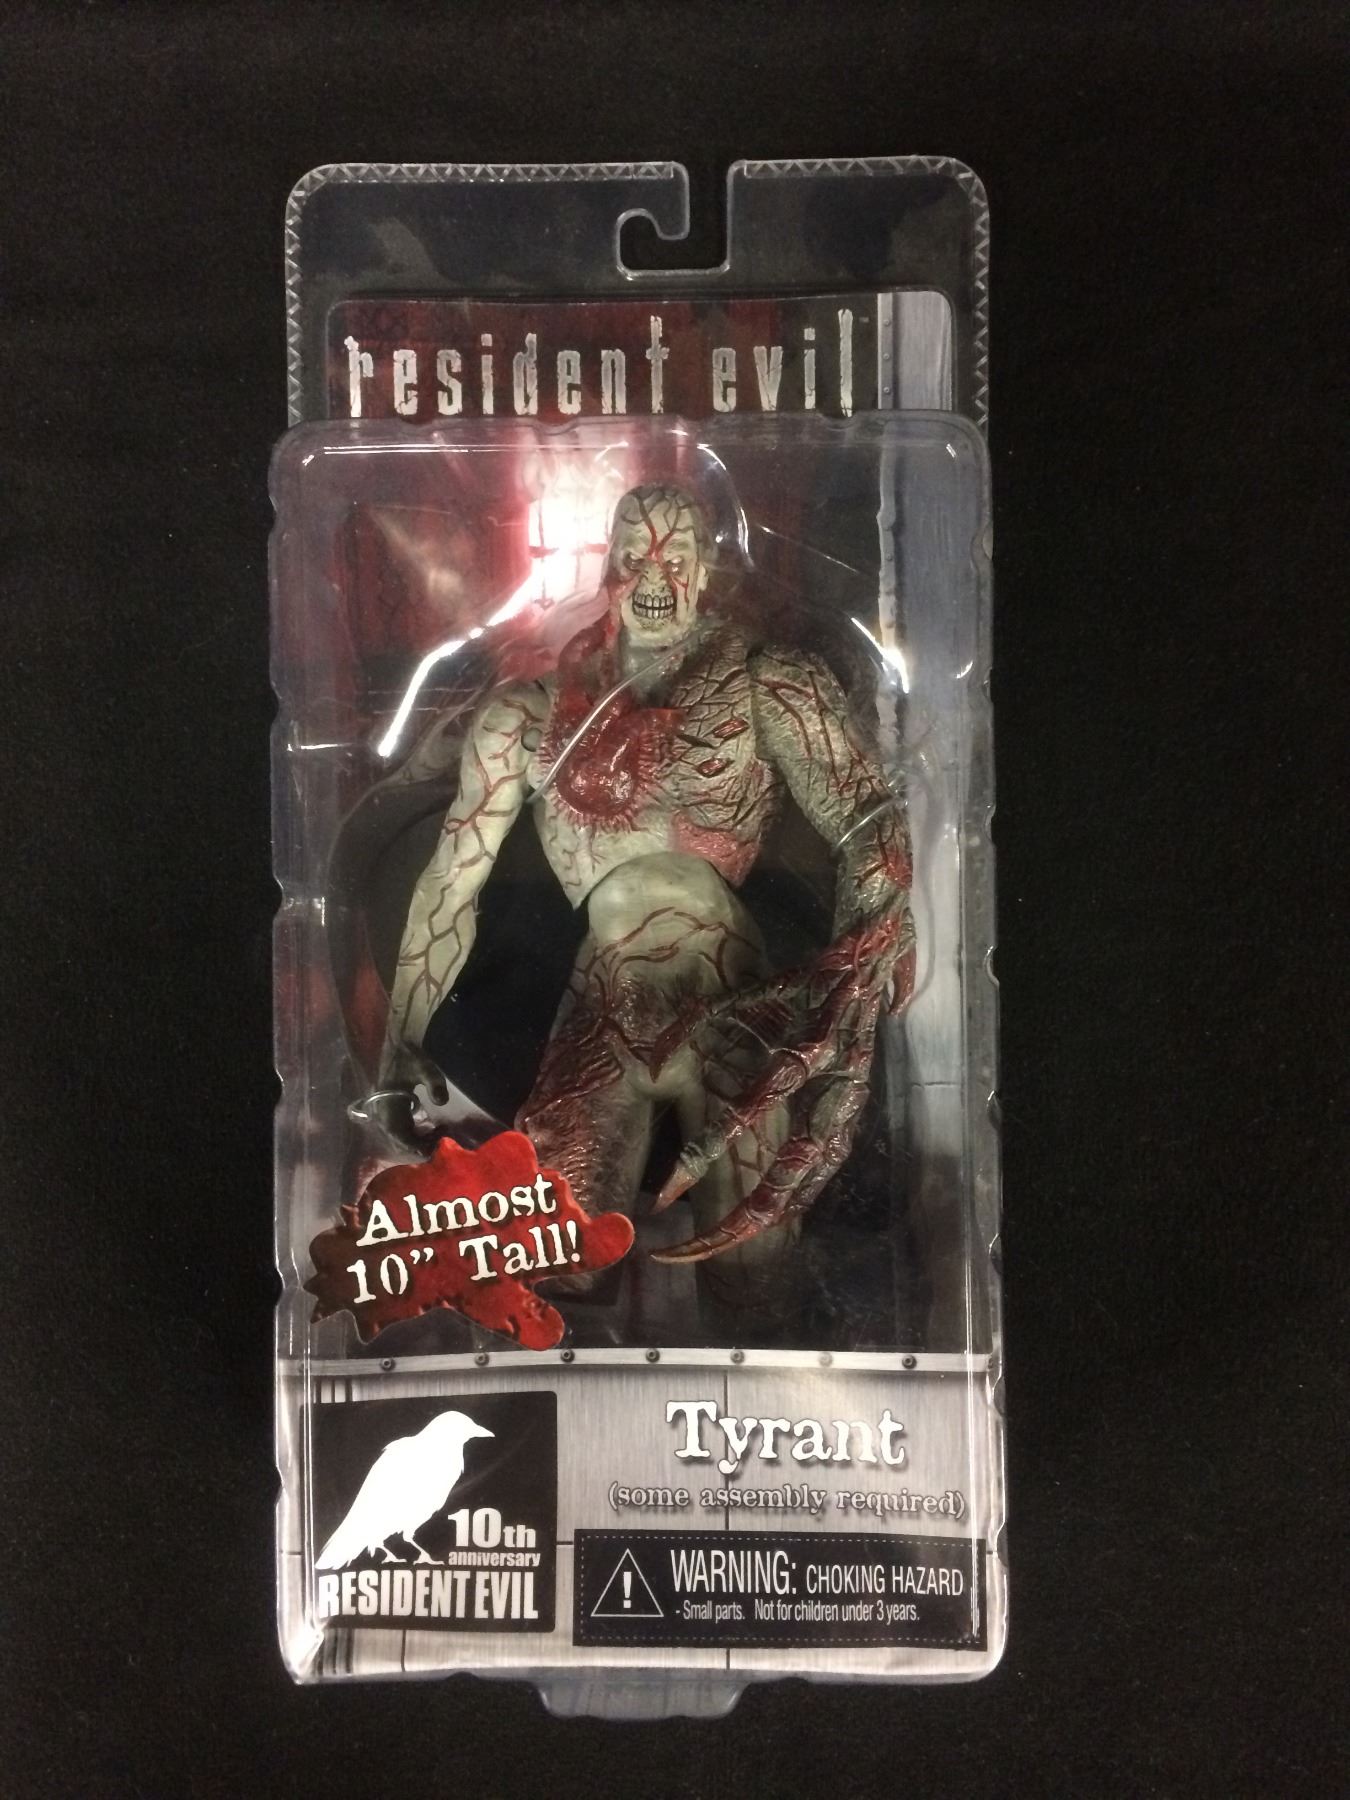 resident evil
Almost
10” Tall!
Tyrant
(some assembly required)
10th
anniversary
RESIDENT EVIL
WARNING: CHOKING HAZARD
- Small parts. Not for children under 3 years.